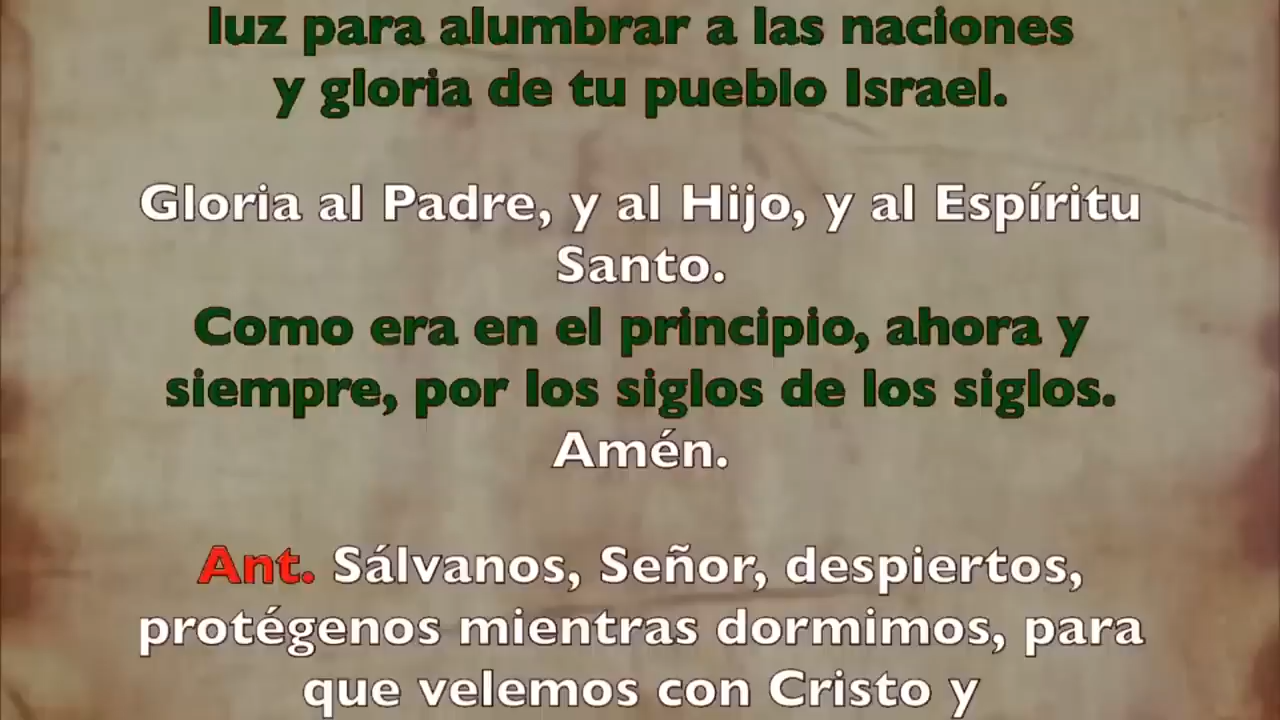 luz para alumbrar a las naciones
y gloria de tu pueblo Israel.
Gloria al Padre, y al Hijo, y al Espíritu
Santo.
Como era en el principio, ahora y
siempre, por los siglos de los siglos.
Amén.
Ant. Sálvanos, Señor, despiertos,
protégenos mientras dormimos, para
que velemos con Cristo y